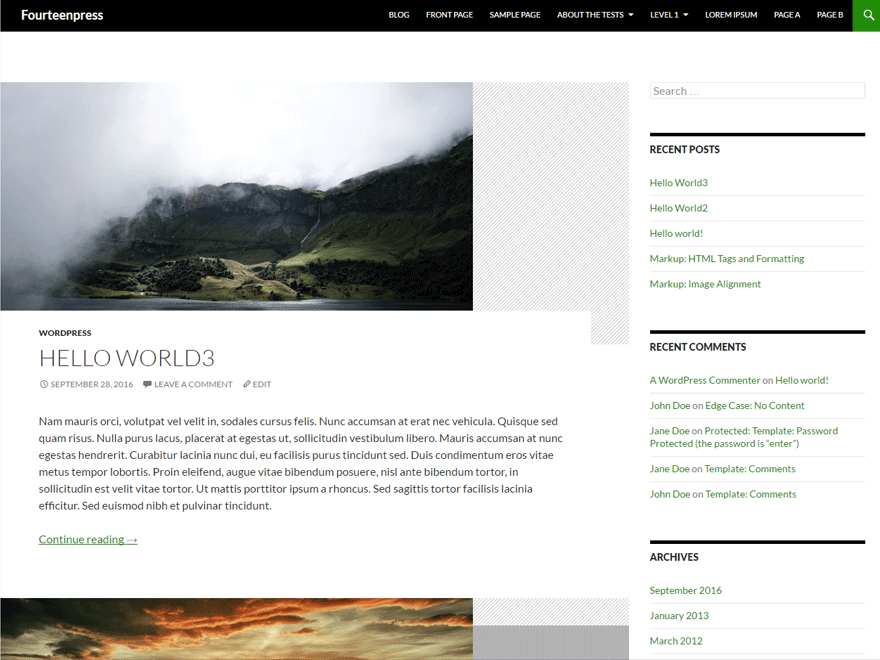 Fourteenpress
BLOG FRONT PAGE SAMPLE PAGE ABOUT THE TESTS LEVEL 1 LOREM IPSUM PAGE A PAGE B
WORDPRESS
HELLO WORLD3
SEPTEMBER 28, 2016 LEAVE A COMMENT EDIT
Nam mauris orci, volutpat vel velit in, sodales cursus felis. Nunc accumsan at erat nec vehicula. Quisque sed
quam risus. Nulla purus lacus, placerat at egestas ut, sollicitudin vestibulum libero. Mauris accumsan at nunc
egestas hendrerit. Curabitur lacinia nunc dui, eu facilisis purus tincidunt sed. Duis condimentum eros vitae
metus tempor lobortis. Proin eleifend, augue vitae bibendum posuere, nisl ante bibendum tortor, in
sollicitudin est velit vitae tortor. Ut mattis porttitor ipsum a rhoncus. Sed sagittis tortor facilisis lacinia
efficitur. Sed euismod nibh et pulvinar tincidunt.
Continue reading →
Search …
RECENT POSTS
Hello World3
Hello World2
Hello world!
Markup: HTML Tags and Formatting
Markup: Image Alignment
RECENT COMMENTS
A WordPress Commenter on Hello world!
John Doe on Edge Case: No Content
Jane Doe on Protected: Template: Password
Protected (the password is “enter”)
Jane Doe on Template: Comments
John Doe on Template: Comments
ARCHIVES
September 2016
January 2013
March 2012